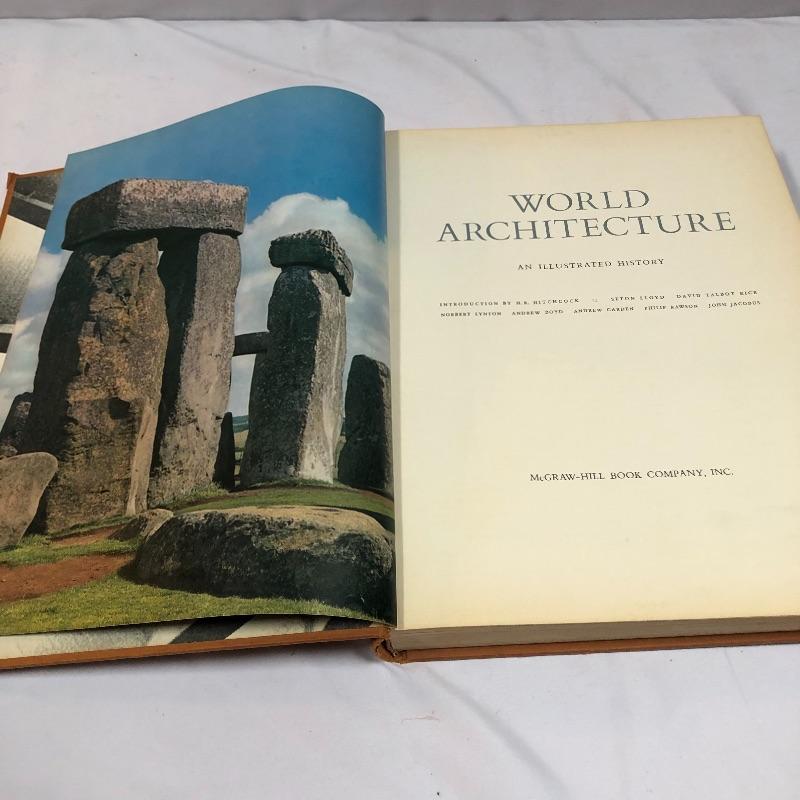 WORLD
ARCHITECTURE
AN ILLUSTRATED HISTORY
INTRODUCTION BY H.R. HITCHCOCK : SETON LLOYD DAVID TALBOT RICE
NORBERT LYNTON ANDREW BOYD ANDREW CARDEN PHILIP RAWSON JOHN JACOBUS
McGRAW-HILL BOOK COMPANY, INC.